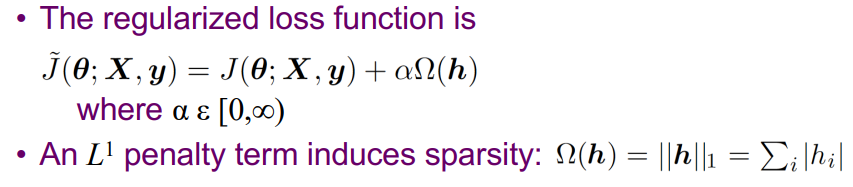 • The regularized loss function is
J̃(θ; X, y) = J(θ; X, y) + αΩ(h)
where α ε [0,∞)
• An L¹ penalty term induces sparsity: Ω(h) = ||h||₁ = ∑ᵢ|hᵢ|